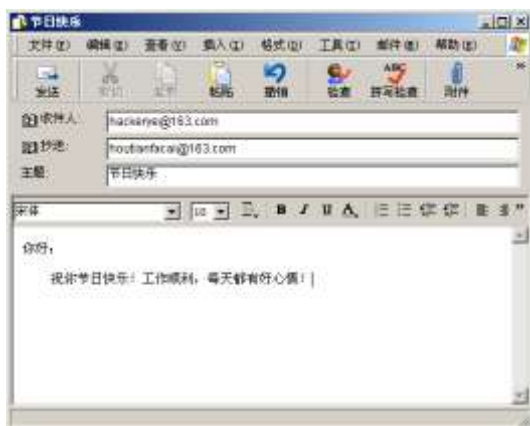 节日快乐
文件(F) 编辑(E) 查看(V) 插入(I) 格式(O) 工具(T) 邮件(M) 帮助(H)
发送 剪切 粘贴 撤销 检查 拼写检查 附件
收件人: hackerye@163.com
抄送: houtianfacai@163.com
主题: 节日快乐
宋体 10 B I U A
你好,
祝你节日快乐!工作顺利,每天都有好心情!